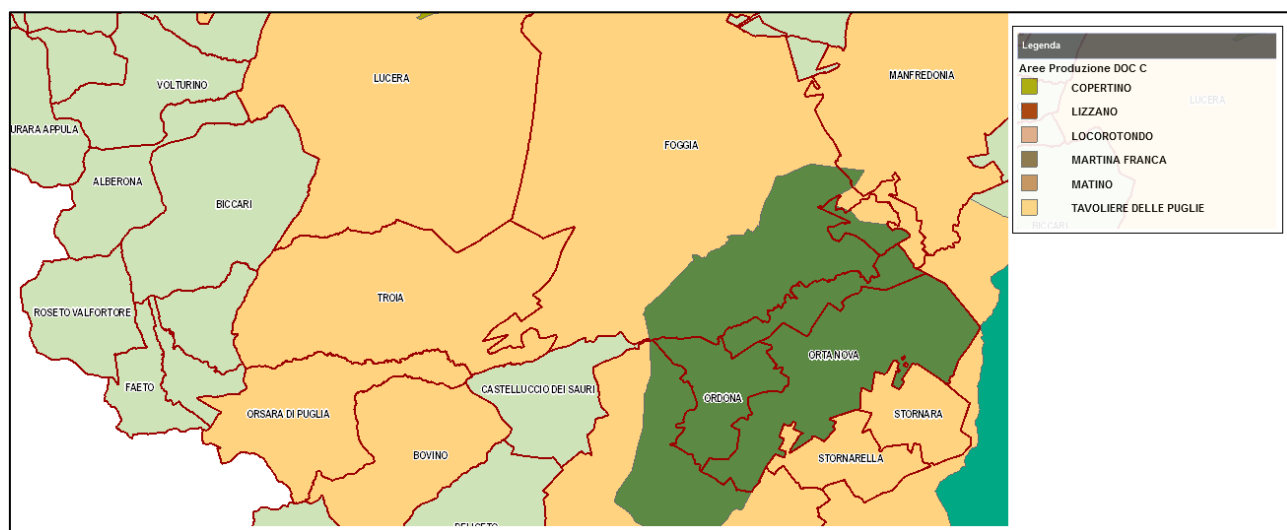 VOLTURINO
LUCERA
MANFREDONIA
URARA APPULA
FOGGIA
ALBERONA
BICCARI
TROIA
ROSETO VALFORTORE
ORTA NOVA
FAETO
CASTELLUCCIO DEI SAURI
ORDONA
ORSARA DI PUGLIA
STORNARA
BOVINO
STORNARELLA
DELICETO
Legenda
Aree Produzione DOC C
COPERTINO
LUCERA
LIZZANO
LOCOROTONDO
MARTINA FRANCA
MATINO
TAVOLIERE DELLE PUGLIE
BICCARI